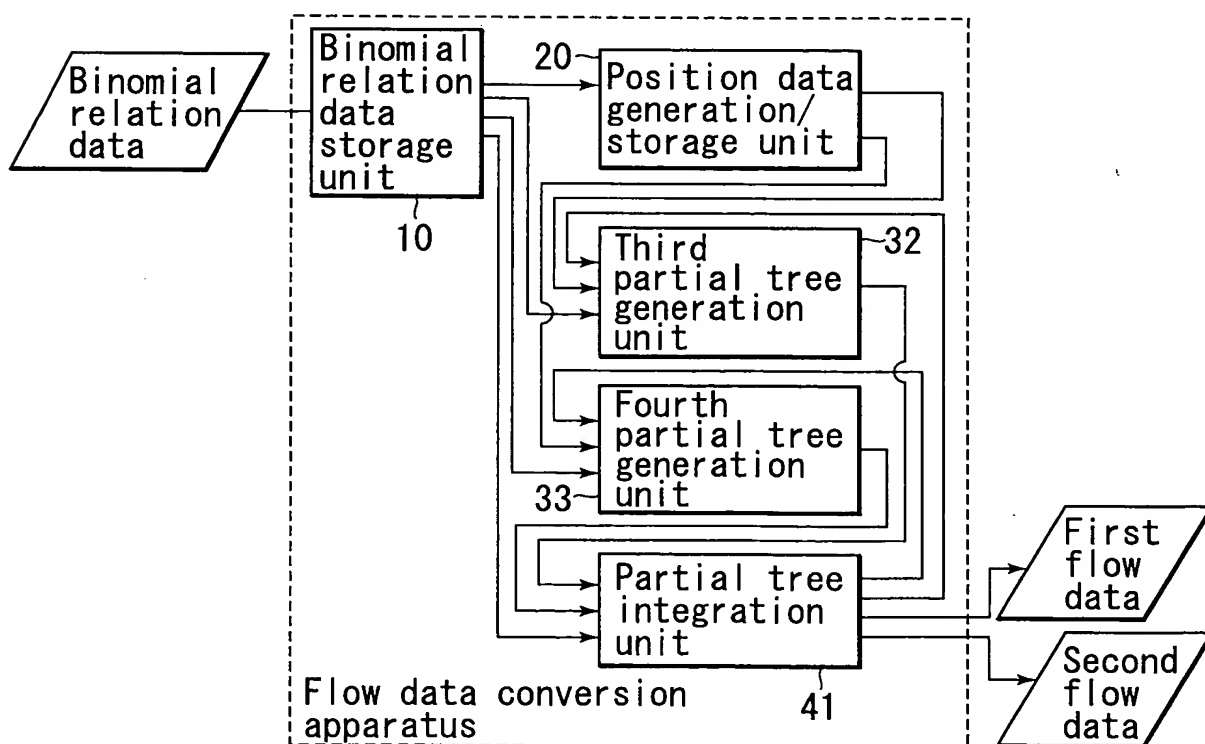 Binomial
relation
data
Binomial
relation
data
storage
unit
10
20
Position data
generation/
storage unit
32
Third
partial tree
generation
unit
Fourth
partial tree
generation
unit
33
Partial tree
integration
unit
41
First
flow
data
Second
flow
data
Flow data conversion
apparatus